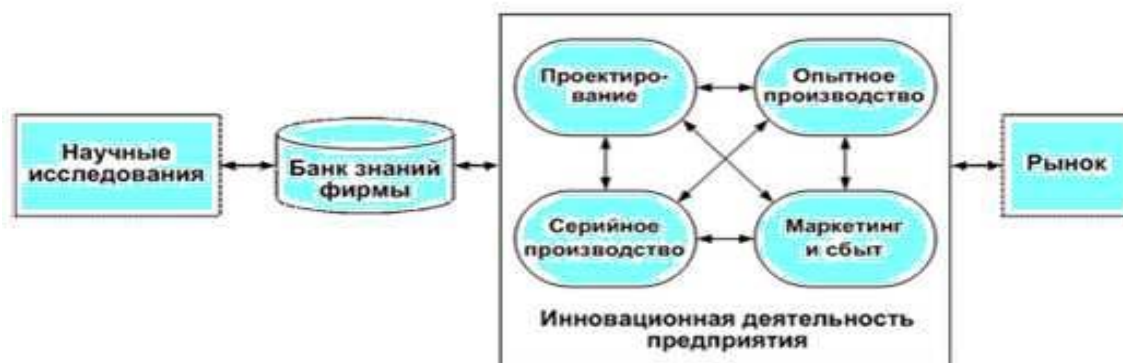 Научные
исследования
Банк знаний
фирмы
Проектиро-
вание
Опытное
производство
Серийное
производство
Маркетинг
и сбыт
Инновационная деятельность
предприятия
Рынок